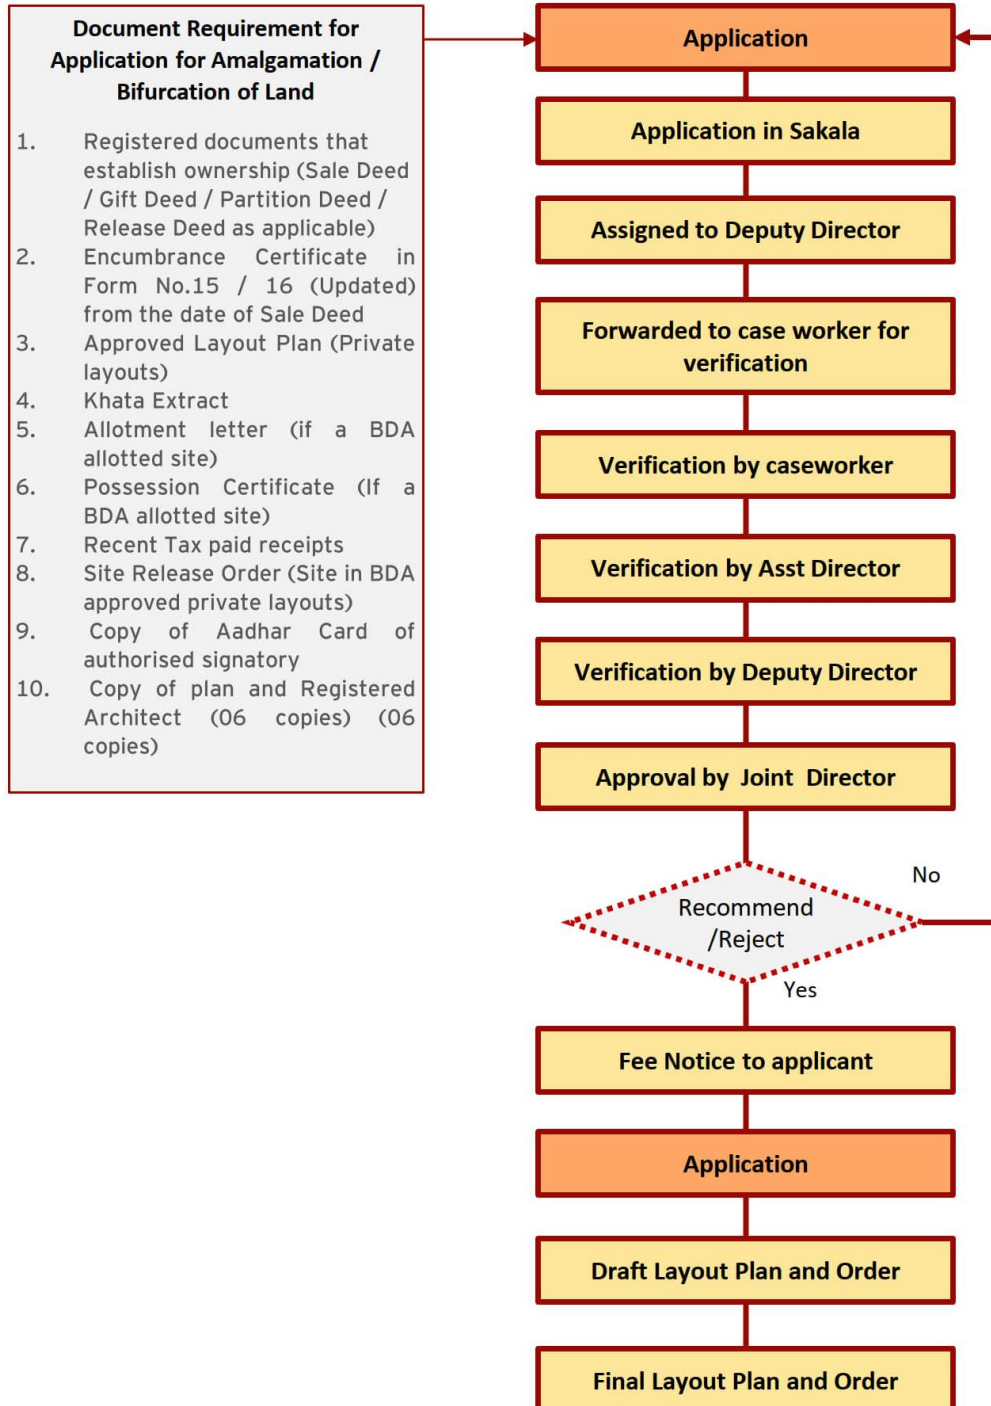 Document Requirement for
Application for Amalgamation /
Bifurcation of Land
1. Registered documents that
establish ownership (Sale Deed
/ Gift Deed / Partition Deed /
Release Deed as applicable)
2. Encumbrance Certificate in
Form No.15 / 16 (Updated)
from the date of Sale Deed
3. Approved Layout Plan (Private
layouts)
4. Khata Extract
5. Allotment letter (if a BDA
allotted site)
6. Possession Certificate (If a
BDA allotted site)
7. Recent Tax paid receipts
8. Site Release Order (Site in BDA
approved private layouts)
9. Copy of Aadhar Card of
authorised signatory
10. Copy of plan and Registered
Architect (06 copies) (06
copies)
Application
Application in Sakala
Assigned to Deputy Director
Forwarded to case worker for
verification
Verification by caseworker
Verification by Asst Director
Verification by Deputy Director
Approval by Joint Director
Recommend
/Reject
No
Yes
Fee Notice to applicant
Application
Draft Layout Plan and Order
Final Layout Plan and Order